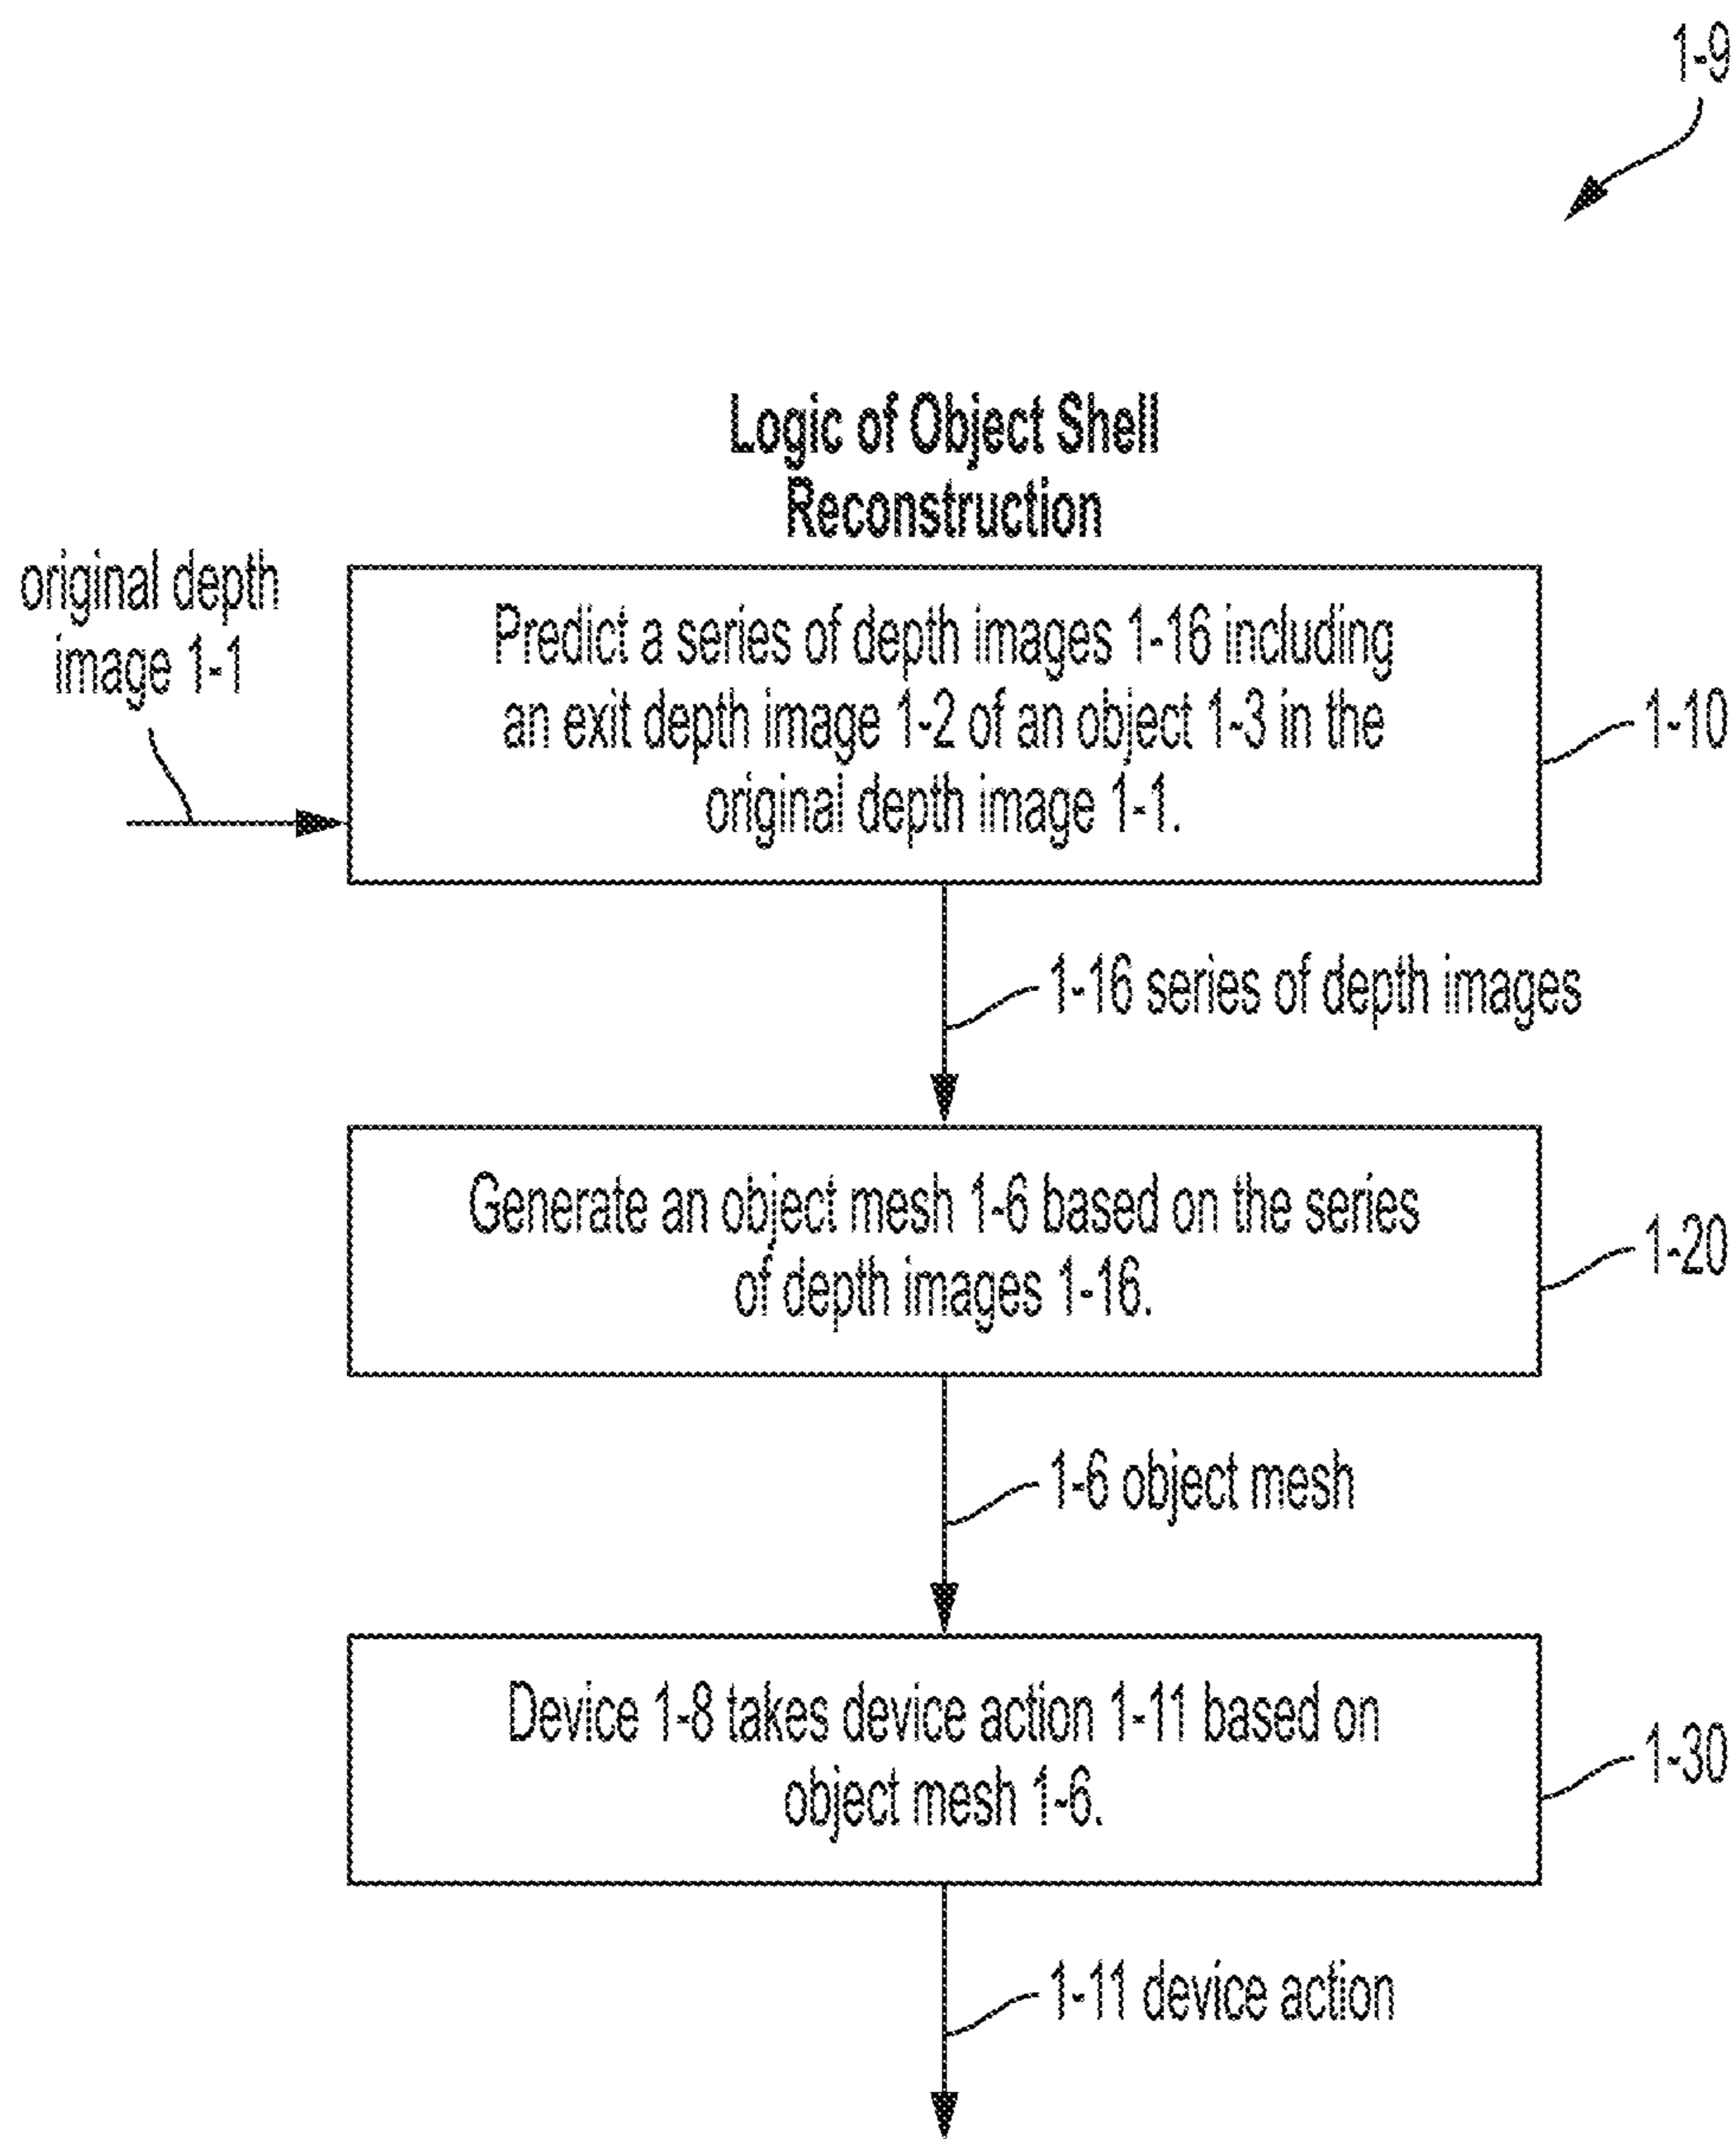 1-9
Logic of Object Shell
Reconstruction
original depth
image 1-1
Predict a series of depth images 1-16 including
an exit depth image 1-2 of an object 1-3 in the
original depth image 1-1.
1-10
1-16 series of depth images
Generate an object mesh 1-6 based on the series
of depth images 1-16.
1-20
1-6 object mesh
Device 1-8 takes device action 1-11 based on
object mesh 1-6.
1-30
1-11 device action